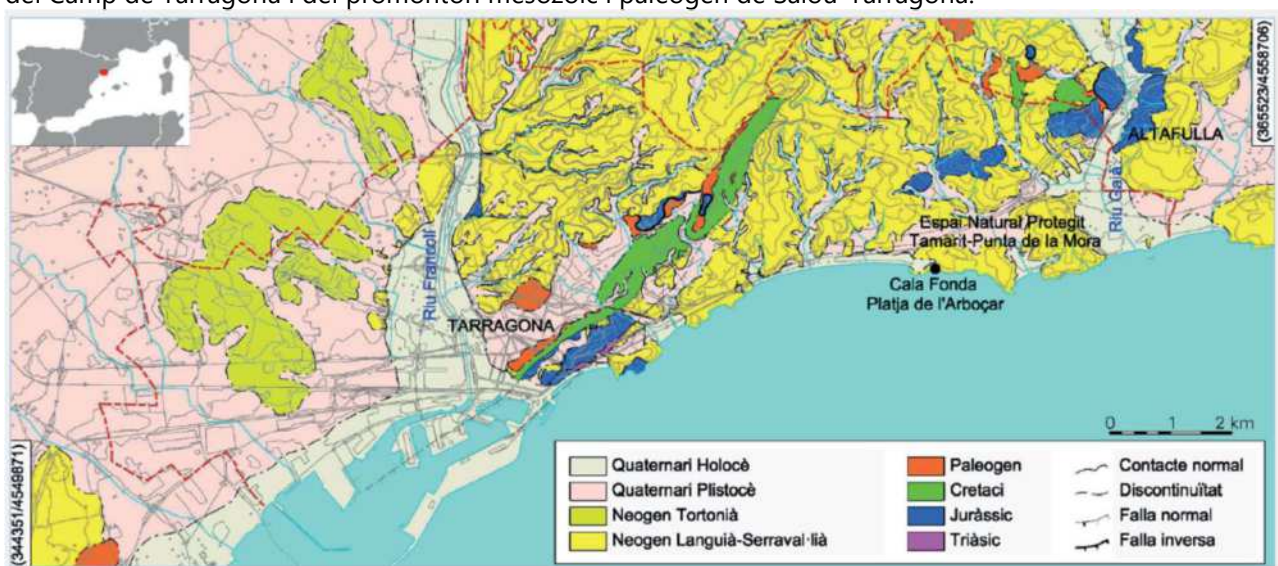 del Camp de Tarragona i del promontori mesozoic i paleogen de Salou-Tarragona.
(365523/4558706)
ALTAFULLA
Riu Gaià
Riu Francolí
Espai Natural Protegit
Tamarit-Punta de la Mora
Cala Fonda
Platja de l'Arboçar
TARRAGONA
0 1 2 km
(344351/4549871)
Quaternari Holocè
Quaternari Plistocè
Neogen Tortonià
Neogen Languià-Serraval·lià
Paleogen
Cretaci
Juràssic
Triàsic
Contacte normal
Discontinuïtat
Falla normal
Falla inversa